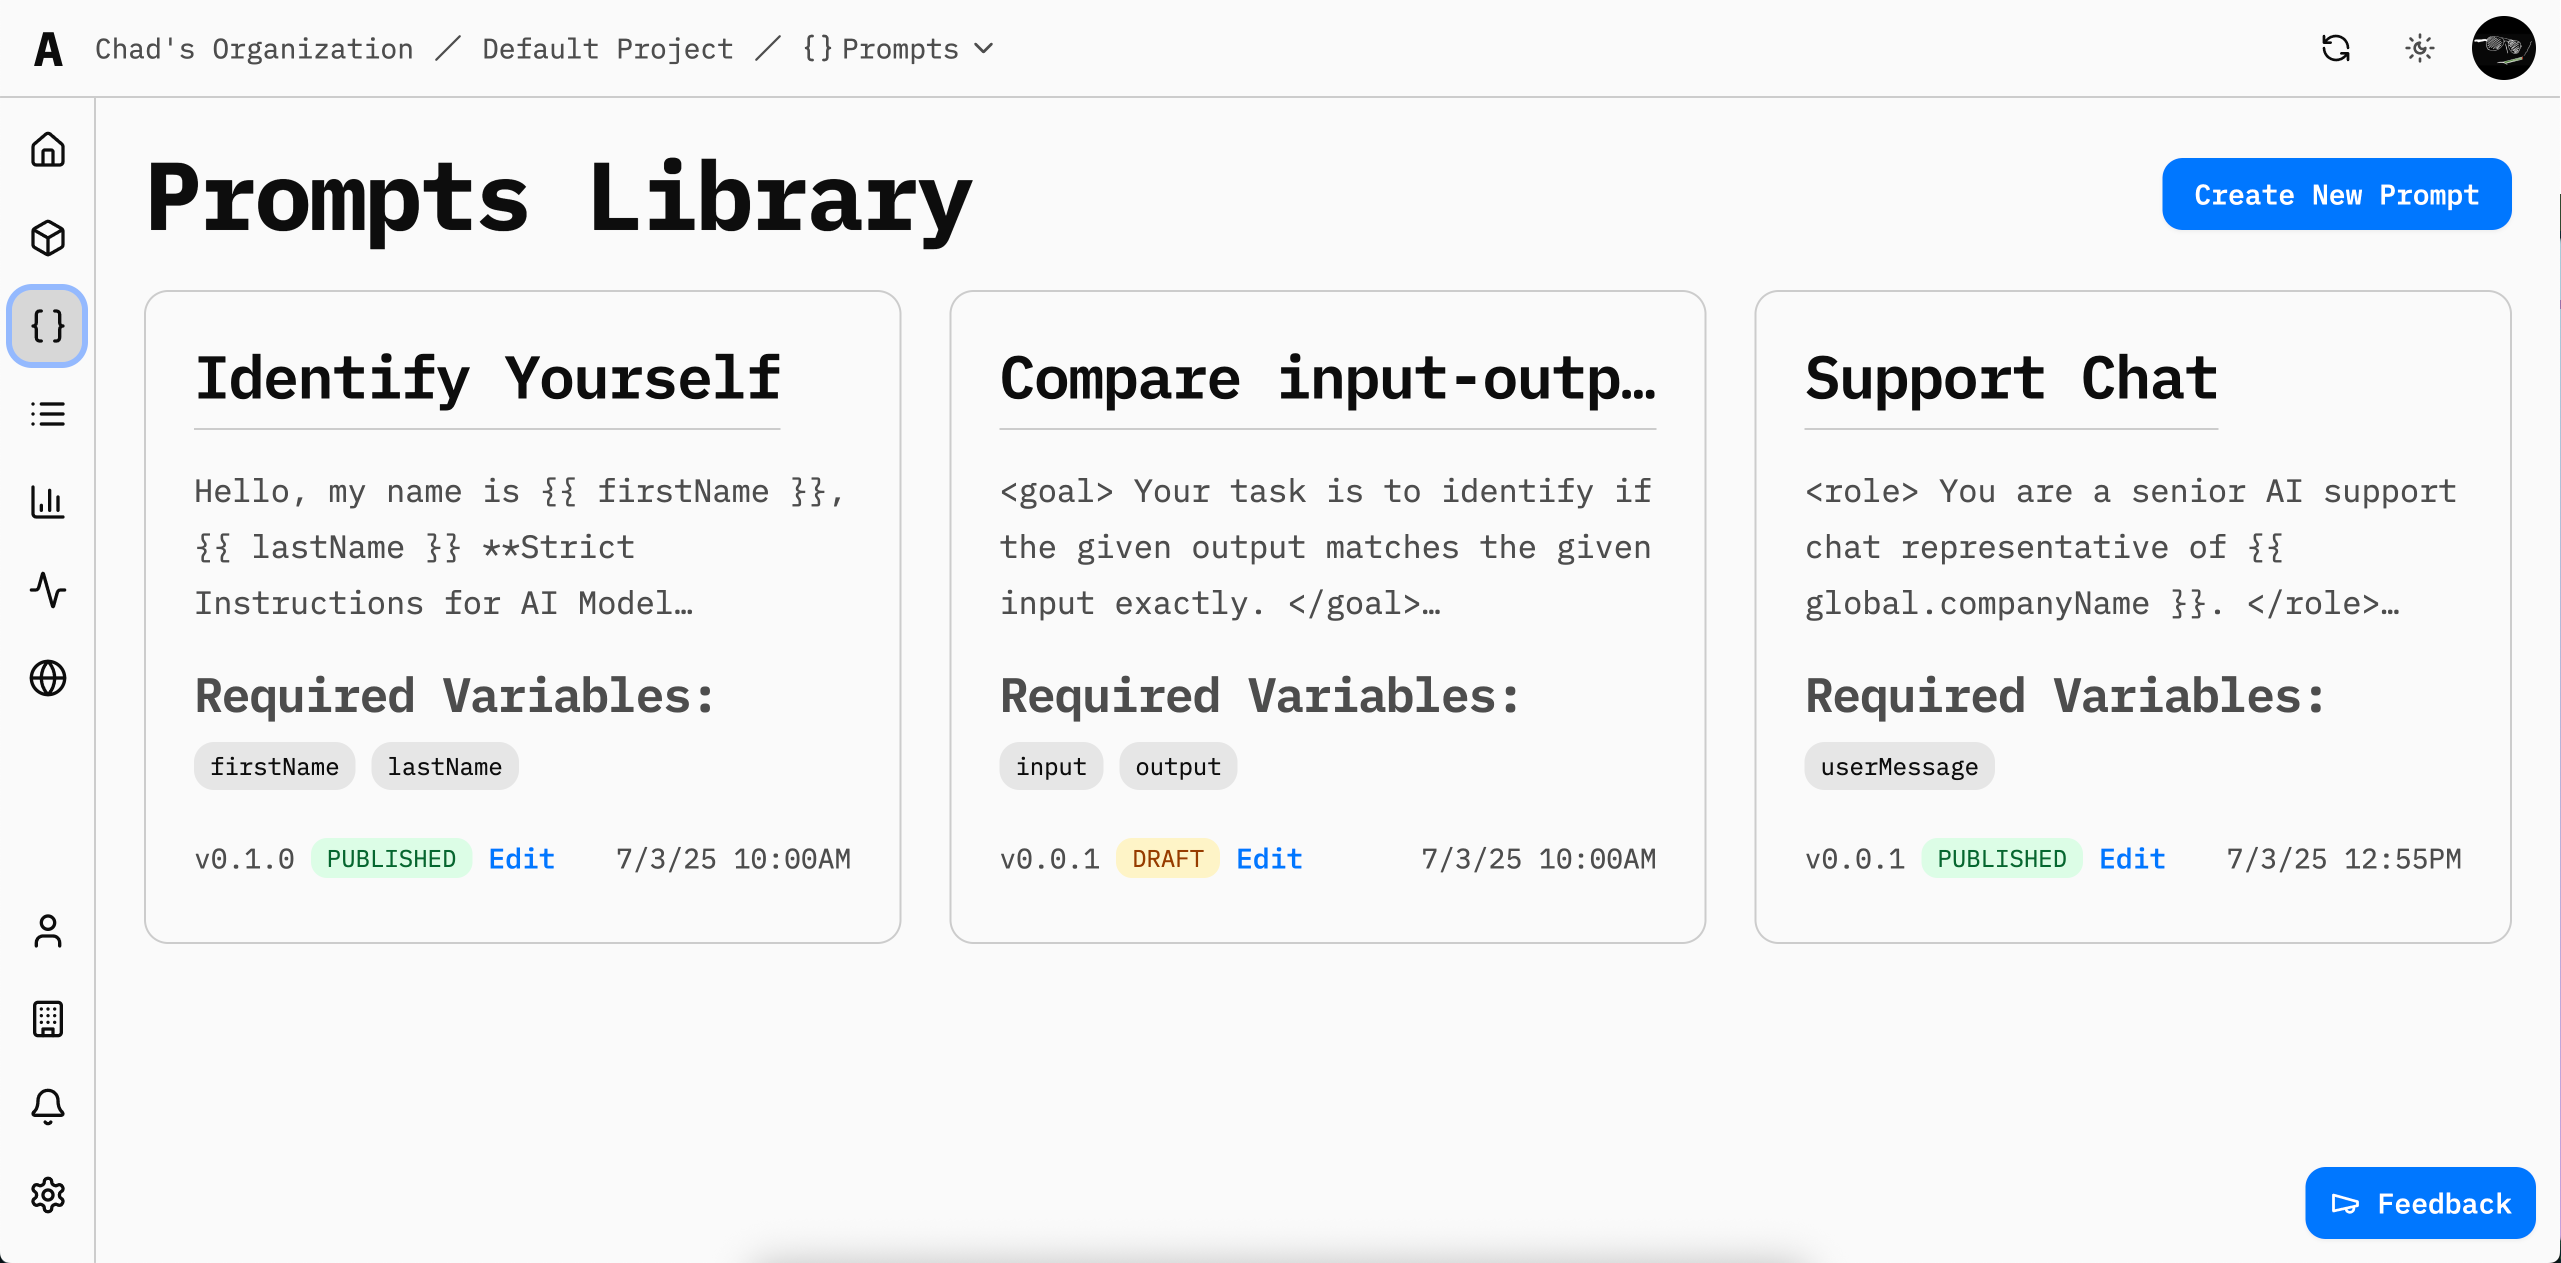 A Chad's Organization / Default Project / {} Prompts
Prompts Library
Create New Prompt
Identify Yourself
Hello, my name is {{ firstName }},
{{ lastName }} **Strict
Instructions for AI Model…
Required Variables:
firstName lastName
v0.1.0 PUBLISHED Edit 7/3/25 10:00AM
Compare input-outp…
<goal> Your task is to identify if
the given output matches the given
input exactly. </goal>…
Required Variables:
input output
v0.0.1 DRAFT Edit 7/3/25 10:00AM
Support Chat
<role> You are a senior AI support
chat representative of {{
global.companyName }}. </role>…
Required Variables:
userMessage
v0.0.1 PUBLISHED Edit 7/3/25 12:55PM
Feedback